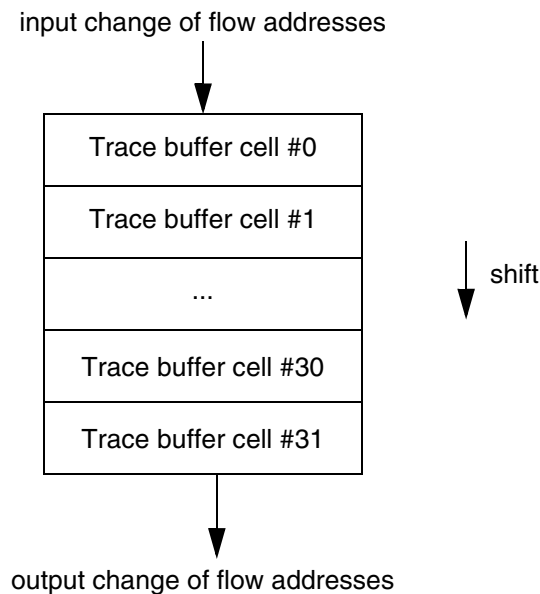 input change of flow addresses
Trace buffer cell #0
Trace buffer cell #1
...
shift
Trace buffer cell #30
Trace buffer cell #31
output change of flow addresses